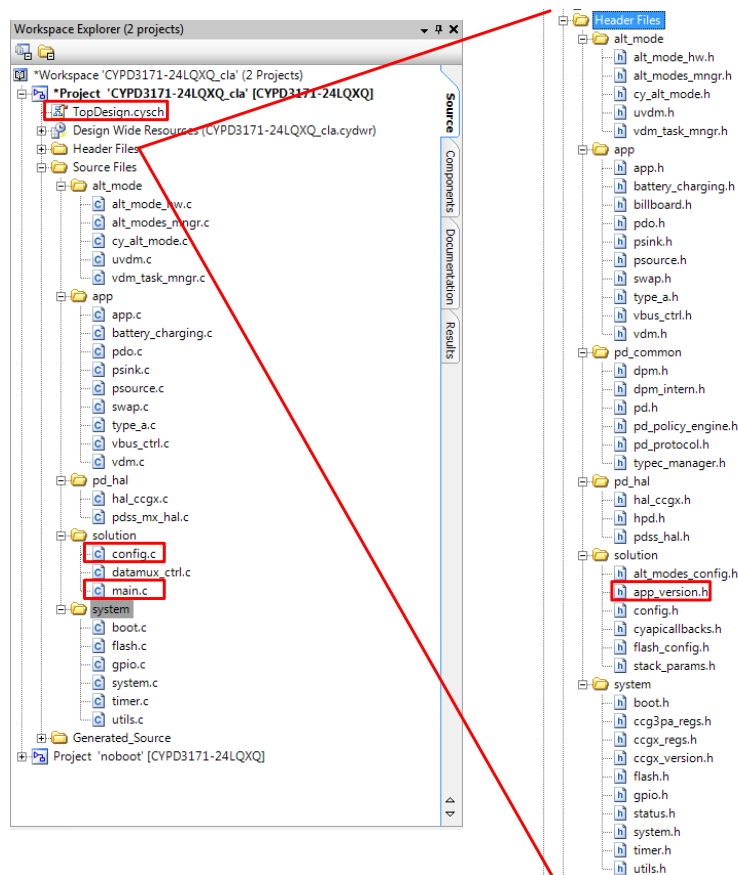 Workspace Explorer (2 projects)
*Workspace 'CYPD3171-24LQXQ_cla' (2 Projects)
*Project 'CYPD3171-24LQXQ_cla' [CYPD3171-24LQXQ]
TopDesign.cysch
Design Wide Resources (CYPD3171-24LQXQ_cla.cydwr)
Header Files
Source Files
alt_mode
alt_mode_hw.c
alt_modes_mngr.c
cy_alt_mode.c
uvdm.c
vdm_task_mngr.c
app
app.c
battery_charging.c
pdo.c
psink.c
psource.c
swap.c
type_a.c
vbus_ctrl.c
vdm.c
pd_hal
hal_ccgx.c
pdss_mx_hal.c
solution
config.c
datamux_ctrl.c
main.c
system
boot.c
flash.c
gpio.c
system.c
timer.c
utils.c
Generated_Source
Project 'noboot' [CYPD3171-24LQXQ]
Source
Components
Documentation
Results
Header Files
alt_mode
alt_mode_hw.h
alt_modes_mngr.h
cy_alt_mode.h
uvdm.h
vdm_task_mngr.h
app
app.h
battery_charging.h
billboard.h
pdo.h
psink.h
psource.h
swap.h
type_a.h
vbus_ctrl.h
vdm.h
pd_common
dpm.h
dpm_intern.h
pd.h
pd_policy_engine.h
pd_protocol.h
typec_manager.h
pd_hal
hal_ccgx.h
hpd.h
pdss_hal.h
solution
alt_modes_config.h
app_version.h
config.h
cyapicallbacks.h
flash_config.h
stack_params.h
system
boot.h
ccg3pa_regs.h
ccgx_regs.h
ccgx_version.h
flash.h
gpio.h
status.h
system.h
timer.h
utils.h